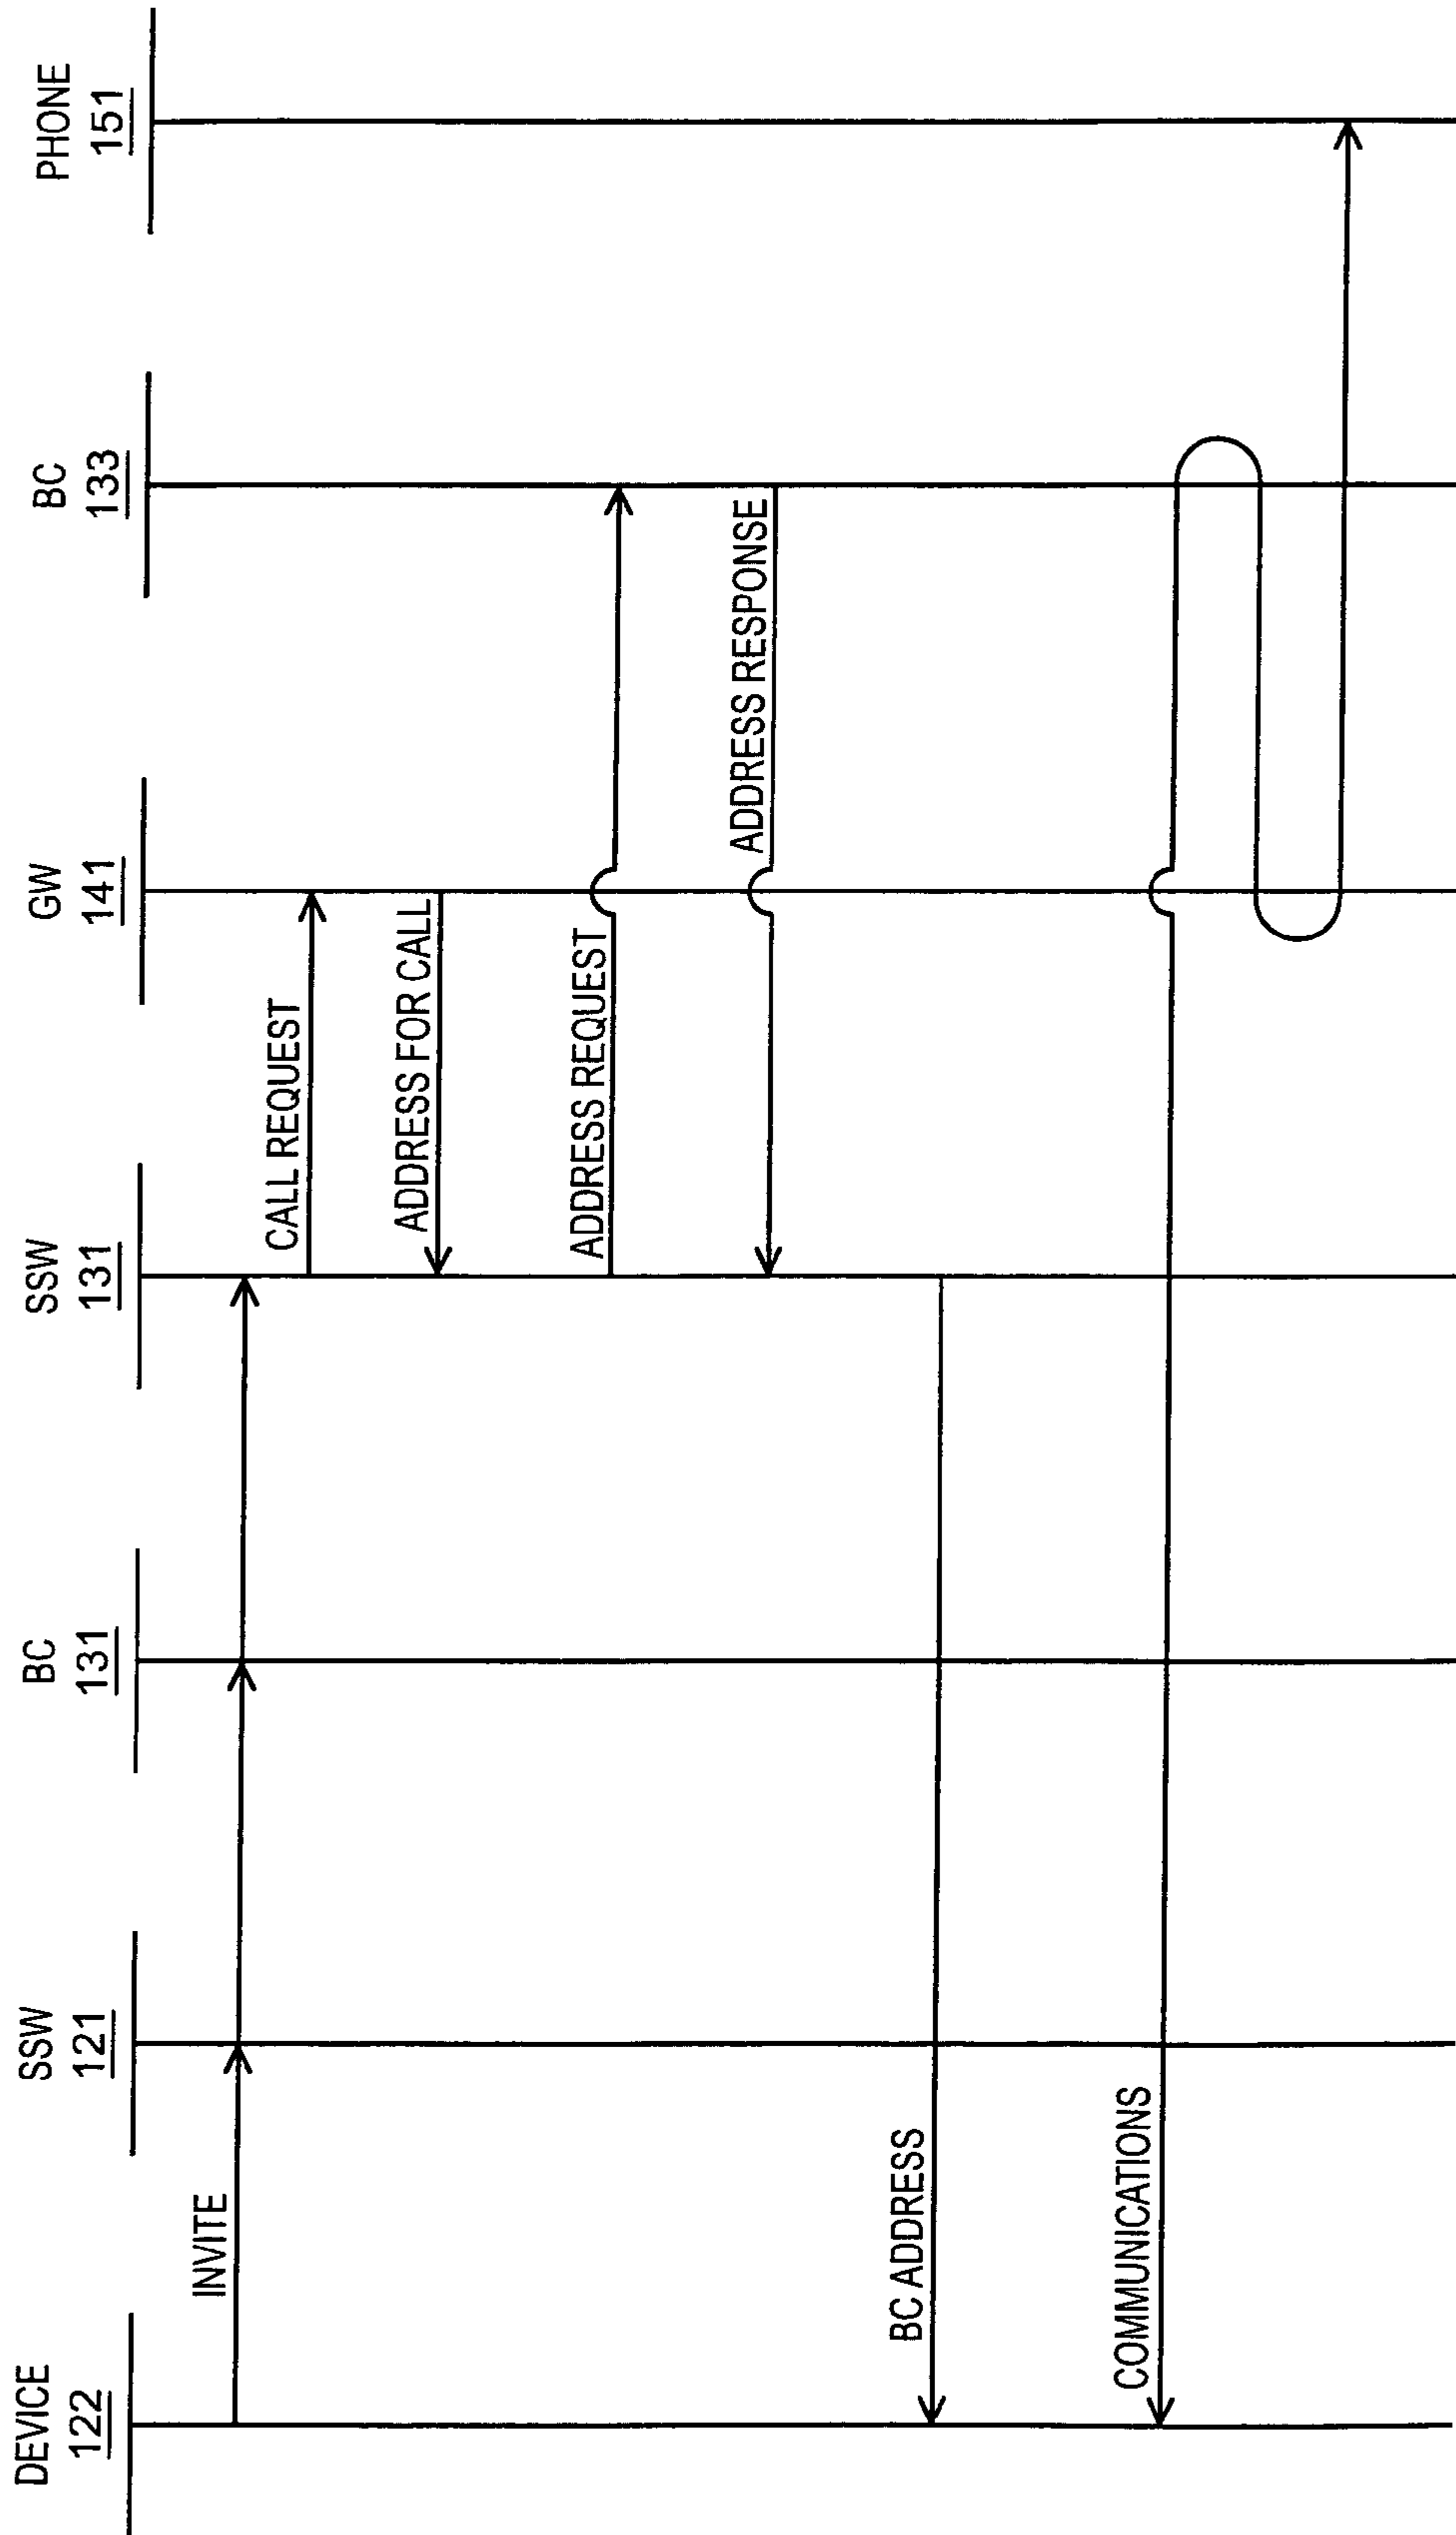 DEVICE
122
SSW
121
BC
131
SSW
131
GW
141
BC
133
PHONE
151
INVITE
CALL REQUEST
ADDRESS FOR CALL
ADDRESS REQUEST
ADDRESS RESPONSE
BC ADDRESS
COMMUNICATIONS